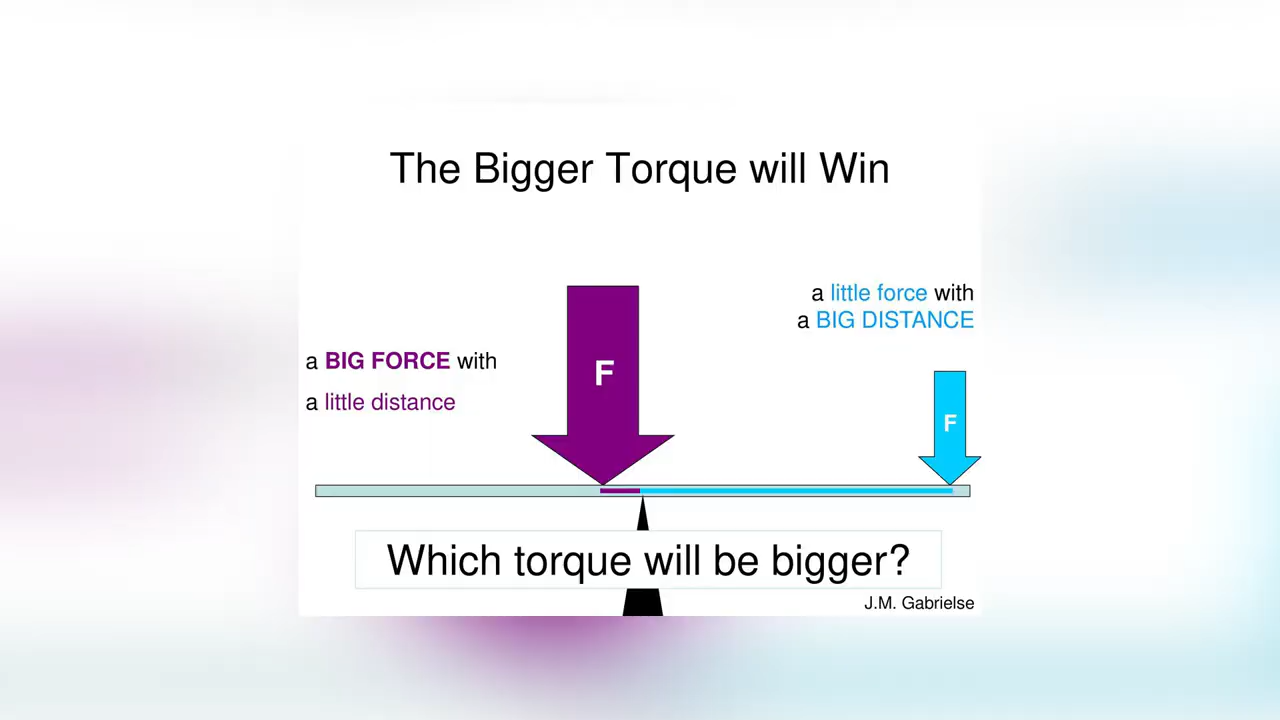 The Bigger Torque will Win
a little force with
a BIG DISTANCE
a BIG FORCE with
a little distance
F
F
Which torque will be bigger?
J.M. Gabrielse